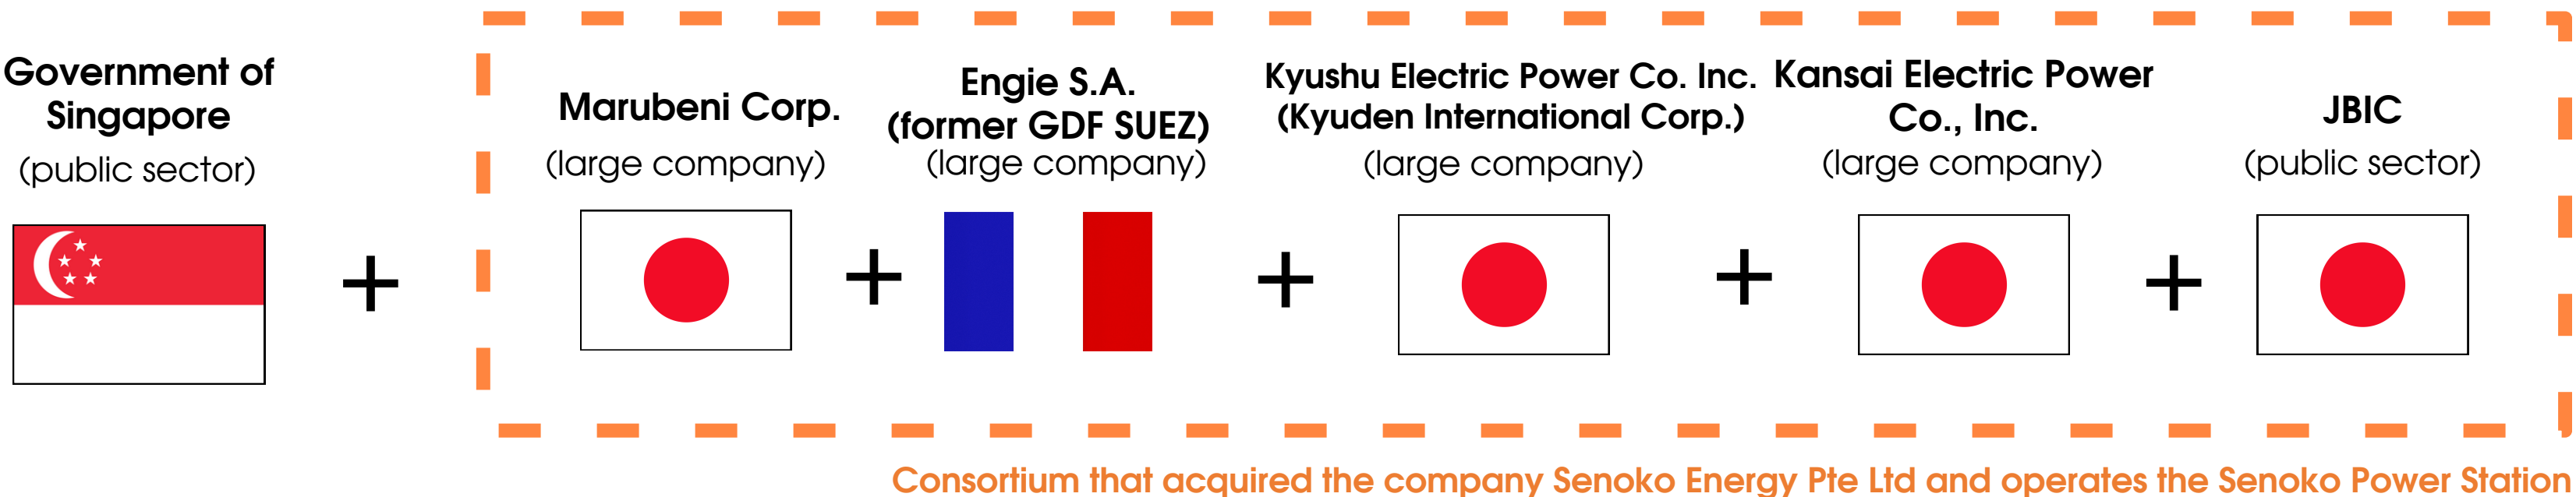 Government of
Singapore
(public sector)
Marubeni Corp.
(large company)
Engie S.A.
(former GDF SUEZ)
(large company)
Kyushu Electric Power Co. Inc.
(Kyuden International Corp.)
(large company)
Kansai Electric Power
Co., Inc.
(large company)
JBIC
(public sector)
+
+
+
+
+
Consortium that acquired the company Senoko Energy Pte Ltd and operates the Senoko Power Station